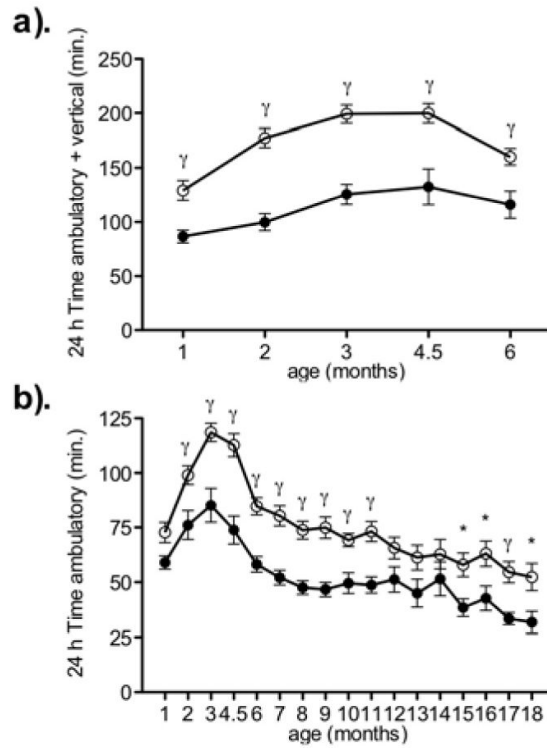 a).
24 h Time ambulatory + vertical (min.)
250
200
150
100
50
0
γ γ γ γ γ
1 2 3 4.5 6
age (months)
b).
24 h Time ambulatory (min.)
125
100
75
50
25
0
γ γ γ γ γ γ γ γ γ * * γ *
1 2 3 4.5 6 7 8 9 10 11 12 13 14 15 16 17 18
age (months)